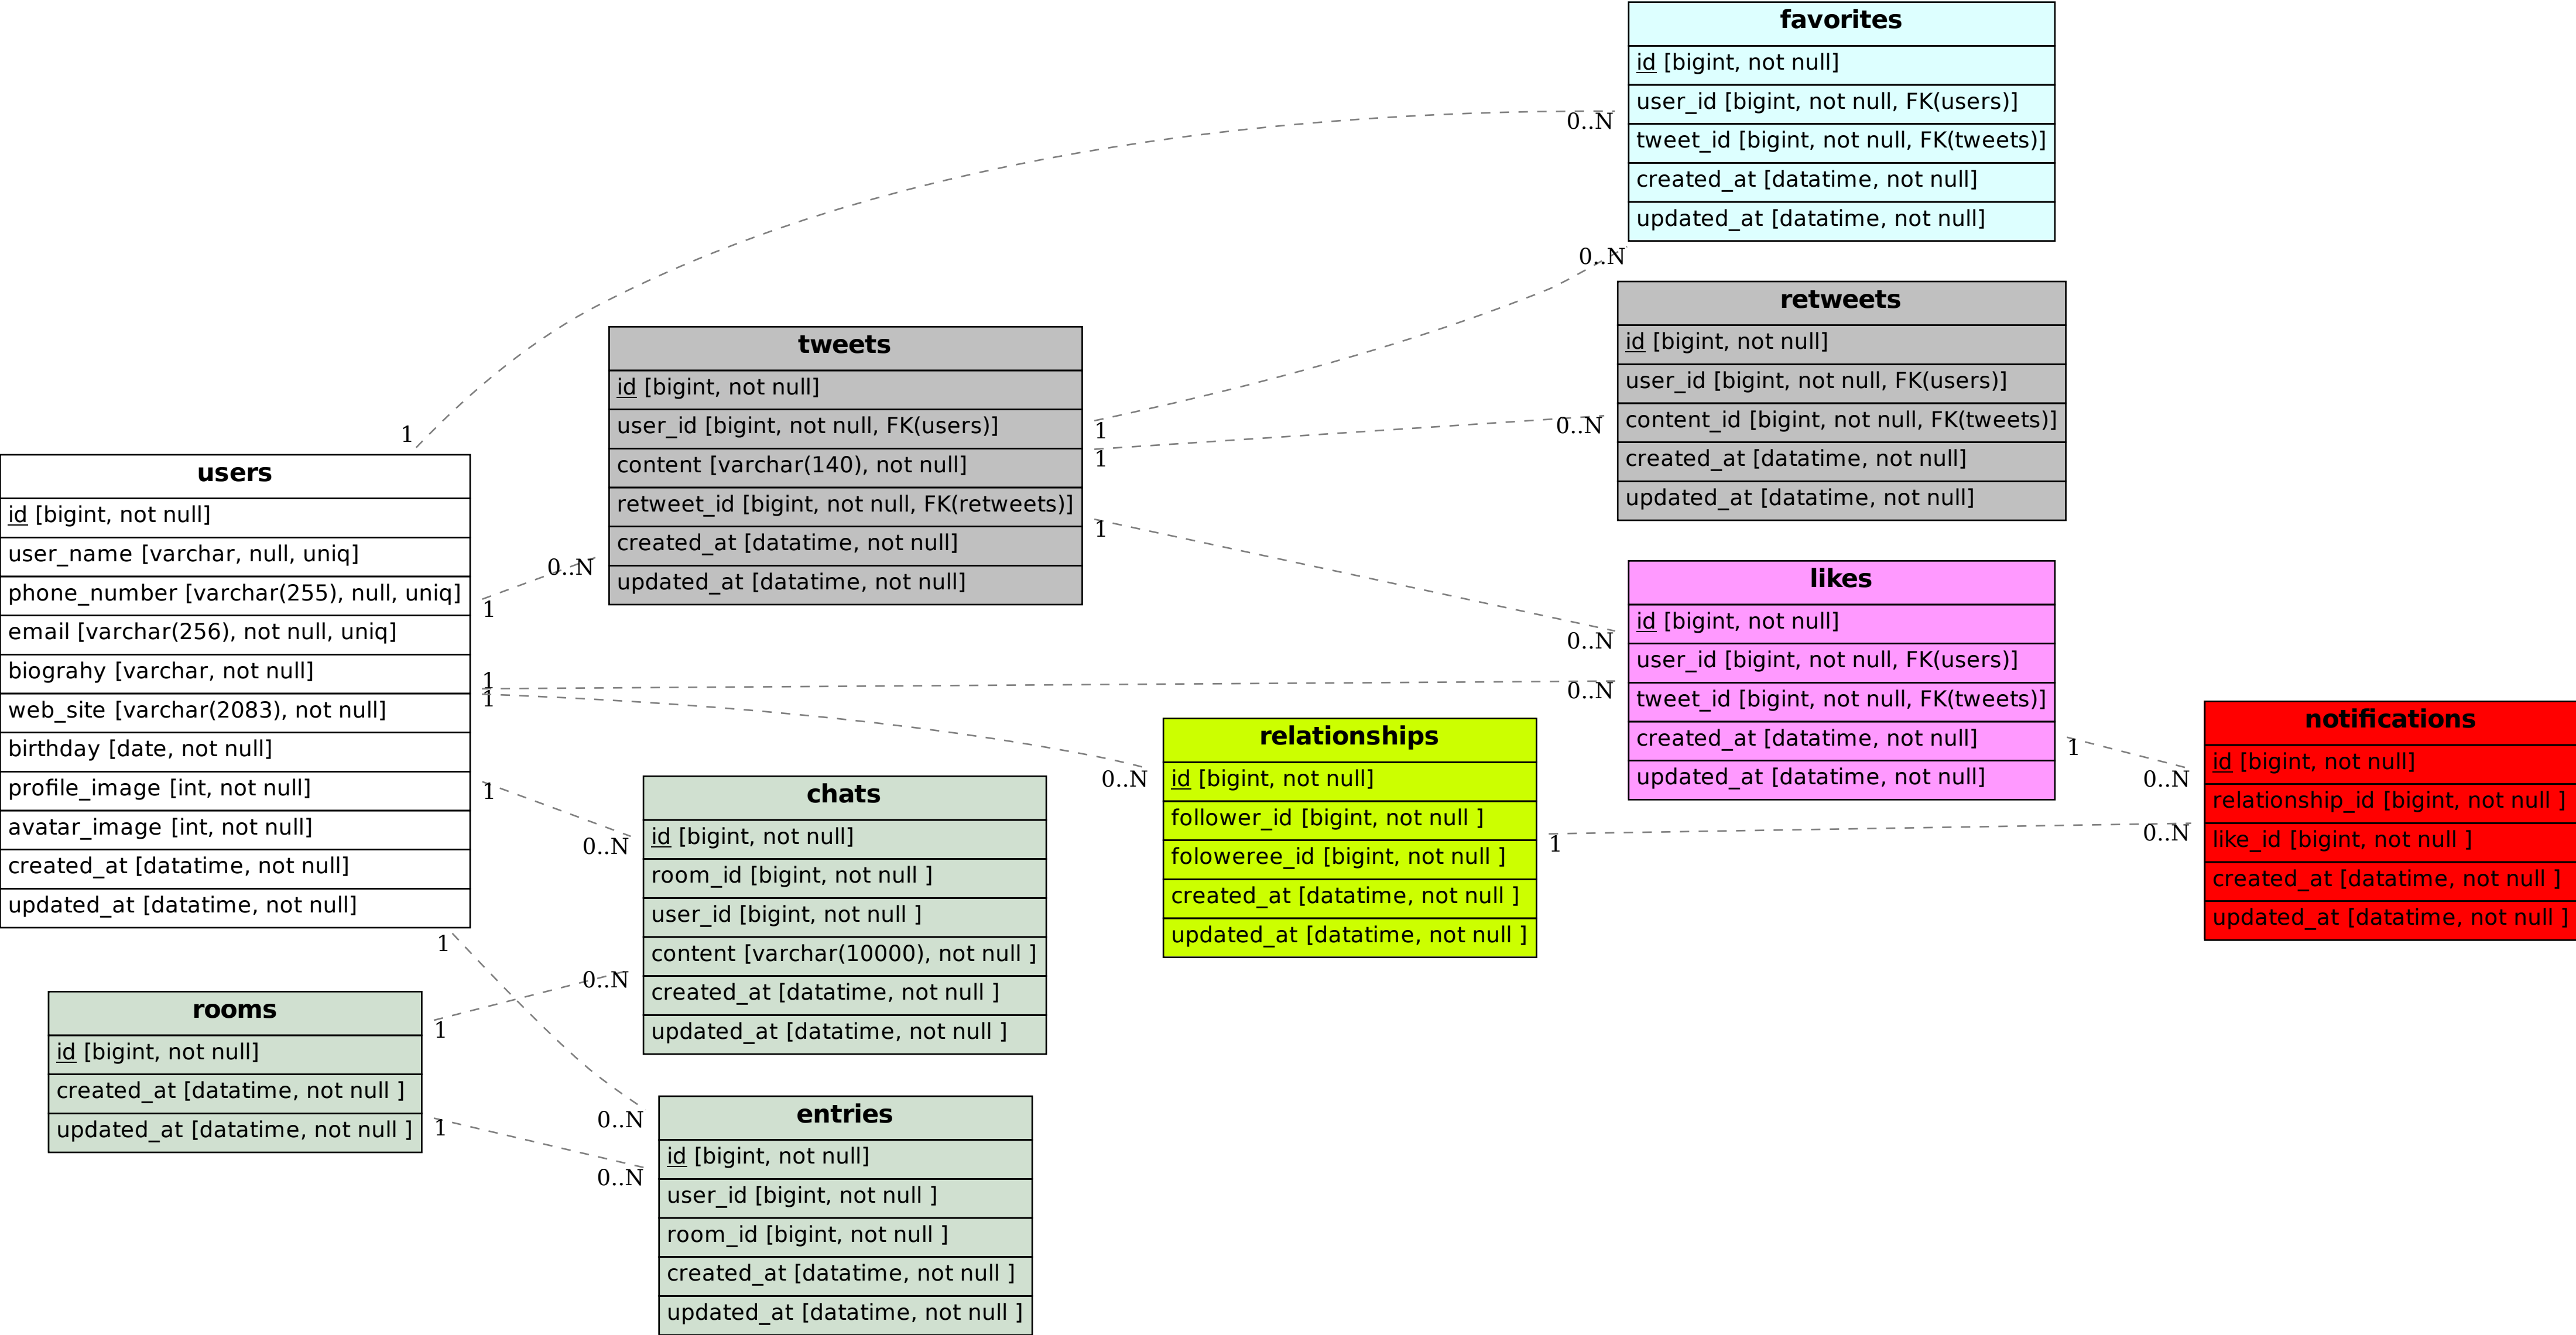 favorites
id [bigint, not null]
user_id [bigint, not null, FK(users)]
tweet_id [bigint, not null, FK(tweets)]
created_at [datatime, not null]
updated_at [datatime, not null]
0..N
0..N
retweets
id [bigint, not null]
user_id [bigint, not null, FK(users)]
content_id [bigint, not null, FK(tweets)]
created_at [datatime, not null]
updated_at [datatime, not null]
0..N
tweets
id [bigint, not null]
user_id [bigint, not null, FK(users)]
content [varchar(140), not null]
retweet_id [bigint, not null, FK(retweets)]
created_at [datatime, not null]
updated_at [datatime, not null]
1
1
1
0..N
1
users
id [bigint, not null]
user_name [varchar, null, uniq]
phone_number [varchar(255), null, uniq]
email [varchar(256), not null, uniq]
biograhy [varchar, not null]
web_site [varchar(2083), not null]
birthday [date, not null]
profile_image [int, not null]
avatar_image [int, not null]
created_at [datatime, not null]
updated_at [datatime, not null]
1
1
1
1
1
likes
id [bigint, not null]
user_id [bigint, not null, FK(users)]
tweet_id [bigint, not null, FK(tweets)]
created_at [datatime, not null]
updated_at [datatime, not null]
0..N
0..N
1
relationships
id [bigint, not null]
follower_id [bigint, not null ]
foloweree_id [bigint, not null ]
created_at [datatime, not null ]
updated_at [datatime, not null ]
0..N
1
notifications
id [bigint, not null]
relationship_id [bigint, not null ]
like_id [bigint, not null ]
created_at [datatime, not null ]
updated_at [datatime, not null ]
0..N
0..N
chats
id [bigint, not null]
room_id [bigint, not null ]
user_id [bigint, not null ]
content [varchar(10000), not null ]
created_at [datatime, not null ]
updated_at [datatime, not null ]
0..N
0..N
rooms
id [bigint, not null]
created_at [datatime, not null ]
updated_at [datatime, not null ]
1
1
entries
id [bigint, not null]
user_id [bigint, not null ]
room_id [bigint, not null ]
created_at [datatime, not null ]
updated_at [datatime, not null ]
0..N
0..N